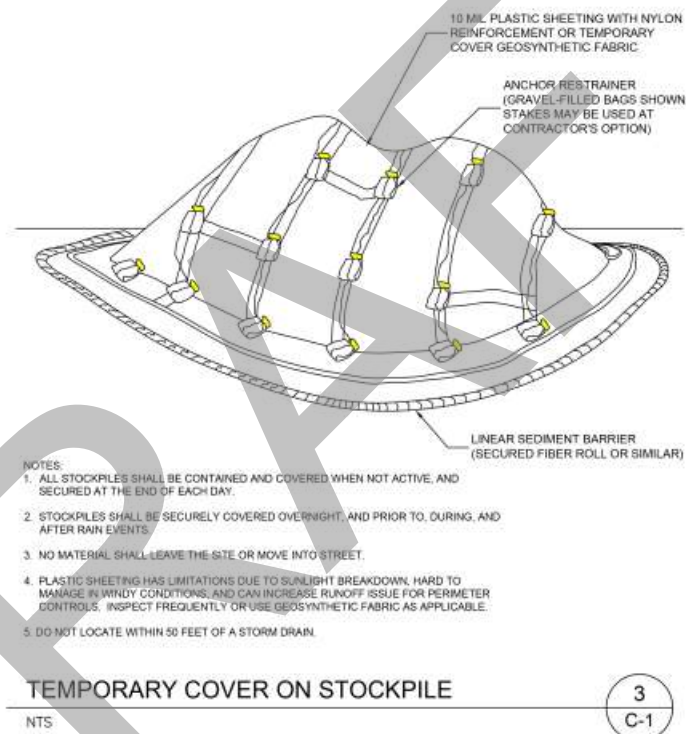 10 MIL PLASTIC SHEETING WITH NYLON
REINFORCEMENT OR TEMPORARY
COVER GEOSYNTHETIC FABRIC
ANCHOR RESTRAINER
(GRAVEL-FILLED BAGS SHOWN
STAKES MAY BE USED AT
CONTRACTOR'S OPTION)
LINEAR SEDIMENT BARRIER
(SECURED FIBER ROLL OR SIMILAR)
NOTES:
1. ALL STOCKPILES SHALL BE CONTAINED AND COVERED WHEN NOT ACTIVE, AND
SECURED AT THE END OF EACH DAY.
2. STOCKPILES SHALL BE SECURELY COVERED OVERNIGHT, AND PRIOR TO, DURING, AND
AFTER RAIN EVENTS.
3. NO MATERIAL SHALL LEAVE THE SITE OR MOVE INTO STREET.
4. PLASTIC SHEETING HAS LIMITATIONS DUE TO SUNLIGHT BREAKDOWN, HARD TO
MANAGE IN WINDY CONDITIONS, AND CAN INCREASE RUNOFF ISSUE FOR PERIMETER
CONTROLS. INSPECT FREQUENTLY OR USE GEOSYNTHETIC FABRIC AS APPLICABLE.
5. DO NOT LOCATE WITHIN 50 FEET OF A STORM DRAIN.
TEMPORARY COVER ON STOCKPILE
NTS
3
C-1